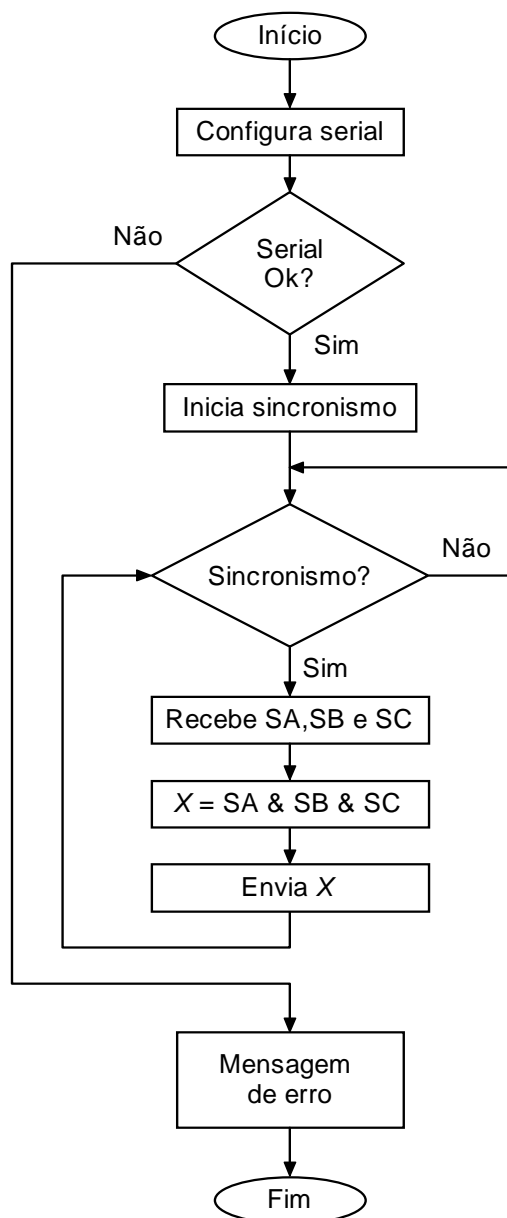 Início
Configura serial
Não
Serial
Ok?
Sim
Inicia sincronismo
Sincronismo?
Não
Sim
Recebe SA,SB e SC
X = SA & SB & SC
Envia X
Mensagem
de erro
Fim